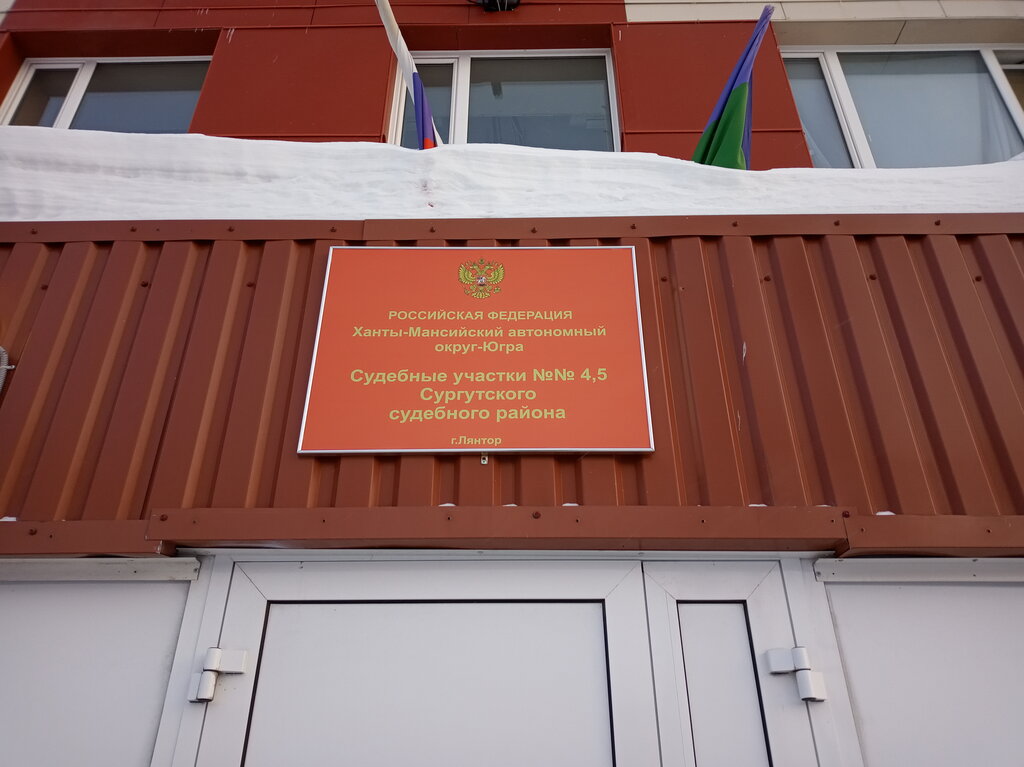 РОССИЙСКАЯ ФЕДЕРАЦИЯ
Ханты-Мансийский автономный
округ-Югра
Судебные участки №№ 4,5
Сургутского
судебного района
г.Лянтор